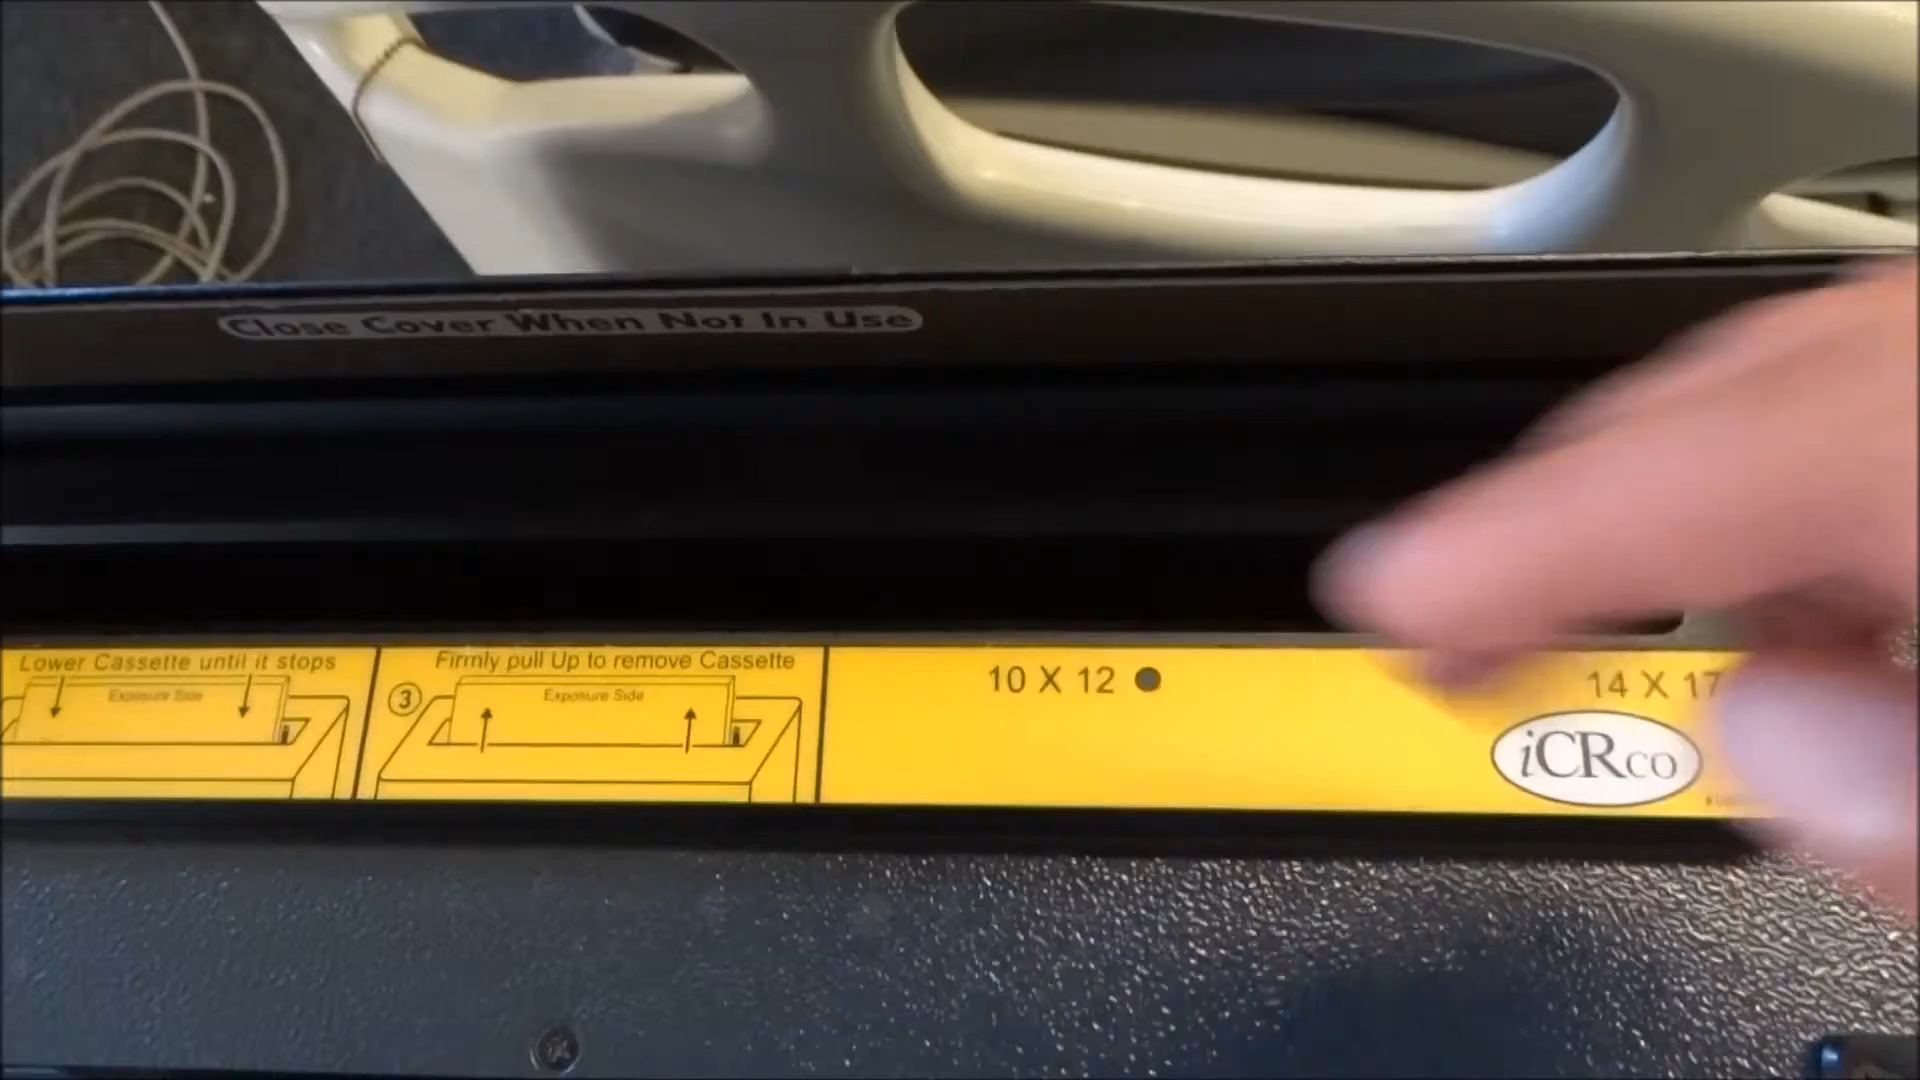 Close Cover When Not In Use
Lower Cassette until it stops
Exposure Side
Firmly pull Up to remove Cassette
3
Exposure Side
10 X 12
14 X 17
iCRco